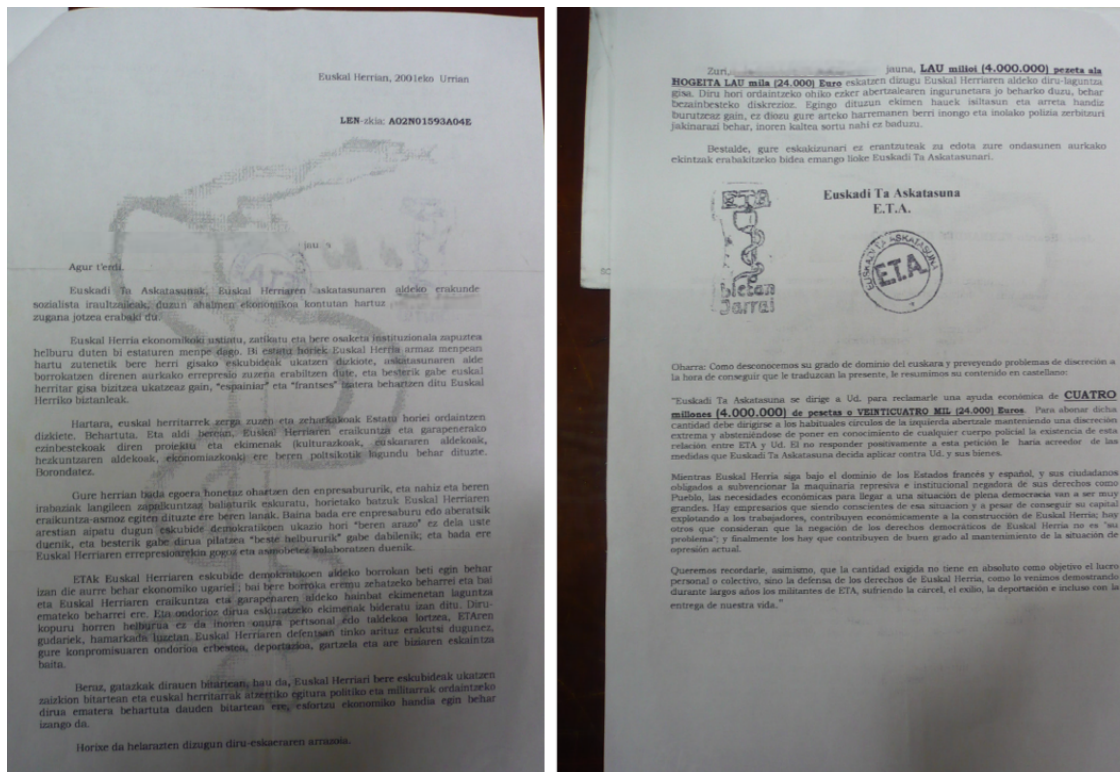 Euskal Herrian, 2001eko Urrian
LEN-zkia: A02N01593A04E
jau
Agur t'erdi.
Euskadi Ta Askatasunak, Euskal Herriaren askatasunaren aldeko erakunde
sozialista iraultzaileak, duzun ahalmen ekonomikoa kontutan hartuz
zugana jotzea erabaki du.
Euskal Herria ekonomikoki ustiatu, zatikatu eta bere osaketa instituzionala zapuztea
helburu duten bi estaturen menpe dago. Bi estatu horiek Euskal Herria armaz menpean
hartu zutenetik bere herri gisako eskubideak ukatzen dizkiote, askatasunaren alde
borrokatzen direnen aurkako errepresio zuzena erabiltzen dute, eta besterik gabe euskal
herritar gisa bizitzea ukatzeaz gain, "espainiar" eta "frantses" izatera behartzen ditu Euskal
Herriko biztanleak.
Hartara, euskal herritarrek zerga zuzen eta zeharkakoak Estatu horiei ordaintzen
dizkiete. Behartuta. Eta aldi berean, Euskal Herriaren eraikuntza eta garapenerako
ezinbestekoak diren proiektu eta ekimenak (kulturazkoak, euskararen aldekoak,
hezkuntzaren aldekoak, ekonomiazkoak) ere beren poltsikotik lagundu behar dituzte.
Borondatez.
Gure herrian bada egoera honetaz ohartzen den enpresabururik, eta nahiz eta beren
irabaziak langileen zapalkuntzaz baliaturik eskuratu, horietako batzuk Euskal Herriaren
eraikuntza-asmoz egiten dituzte ere beren lanak. Baina bada ere enpresaburu edo aberatsik
arestian aipatu dugun eskubide demokratikoen ukazio hori "beren arazo" ez dela uste
duenik, eta besterik gabe dirua pilatzea "beste helbururik" gabe dabilenik; eta bada ere
Euskal Herriaren errepresioarekin gogoz eta asmobetez kolaboratzen duenik.
ETAk Euskal Herriaren eskubide demokratikoen aldeko borrokan beti egin behar
izan die aurre behar ekonomiko ugariei; bai bere borroka eremu zehatzeko beharrei eta bai
eta Euskal Herriaren eraikuntza eta garapenaren aldeko hainbat ekimenetan laguntza
emateko beharrei ere. Eta ondorioz dirua eskuratzeko ekimenak bideratu izan ditu. Diru-
kopuru horren helburua ez da inoren onura pertsonal edo taldekoa lortzea, ETAren
gudariek, hamarkada luzetan Euskal Herriaren defentsan tinko arituz erakutsi dugunez,
gure konpromisuaren ondorioa erbestea, deportazioa, gartzela eta are biziaren eskaintza
baita.
Beraz, gatazkak dirauen bitartean, hau da, Euskal Herriari bere eskubideak ukatzen
zaizkion bitartean eta euskal herritarrak atzerriko egitura politiko eta militarrak ordaintzeko
dirua ematera behartuta dauden bitartean ere, esfortzu ekonomiko handia egin behar
izango da.
Horixe da helarazten dizugun diru-eskaeraren arrazoia.
Zuri, jauna, LAU milioi (4.000.000) pezeta ala
HOGEITA LAU mila (24.000) Euro eskatzen dizugu Euskal Herriaren aldeko diru-laguntza
gisa. Diru hori ordaintzeko ohiko ezker abertzalearen ingurunetara jo beharko duzu, behar
bezainbesteko diskrezioz. Egingo dituzun ekimen hauek isiltasun eta arreta handiz
burutzeaz gain, ez diozu gure arteko harremanen berri inongo eta inolako polizia zerbitzuri
jakinarazi behar, inoren kaltea sortu nahi ez baduzu.
Bestalde, gure eskakizunari ez erantzuteak zu edota zure ondasunen aurkako
ekintzak erabakitzeko bidea emango lioke Euskadi Ta Askatasunari.
Euskadi Ta Askatasuna
E.T.A.
ETA
Bietan
Jarrai
EUSKADI TA ASKATASUNA
E.T.A.
Oharra: Como desconocemos su grado de dominio del euskara y preveyendo problemas de discreción a
la hora de conseguir que le traduzcan la presente, le resumimos su contenido en castellano:
"Euskadi Ta Askatasuna se dirige a Ud. para reclamarle una ayuda económica de CUATRO
millones (4.000.000) de pesetas o VEINTICUATRO MIL (24.000) Euros. Para abonar dicha
cantidad debe dirigirse a los habituales círculos de la izquierda abertzale manteniendo una discreción
extrema y absteniéndose de poner en conocimiento de cualquier cuerpo policial la existencia de esta
relación entre ETA y Ud. El no responder positivamente a esta petición le haría acreedor de las
medidas que Euskadi Ta Askatasuna decida aplicar contra Ud. y sus bienes.
Mientras Euskal Herria siga bajo el dominio de los Estados francés y español, y sus ciudadanos
obligados a subvencionar la maquinaria represiva e institucional negadora de sus derechos como
Pueblo, las necesidades económicas para llegar a una situación de plena democracia van a ser muy
grandes. Hay empresarios que siendo conscientes de esa situación y a pesar de conseguir su capital
explotando a los trabajadores, contribuyen económicamente a la construcción de Euskal Herria; hay
otros que consideran que la negación de los derechos democráticos de Euskal Herria no es "su
problema"; y finalmente los hay que contribuyen de buen grado al mantenimiento de la situación de
opresión actual.
Queremos recordarle, asimismo, que la cantidad exigida no tiene en absoluto como objetivo el lucro
personal o colectivo, sino la defensa de los derechos de Euskal Herria, como lo venimos demostrando
durante largos años los militantes de ETA, sufriendo la cárcel, el exilio, la deportación e incluso con la
entrega de nuestra vida."